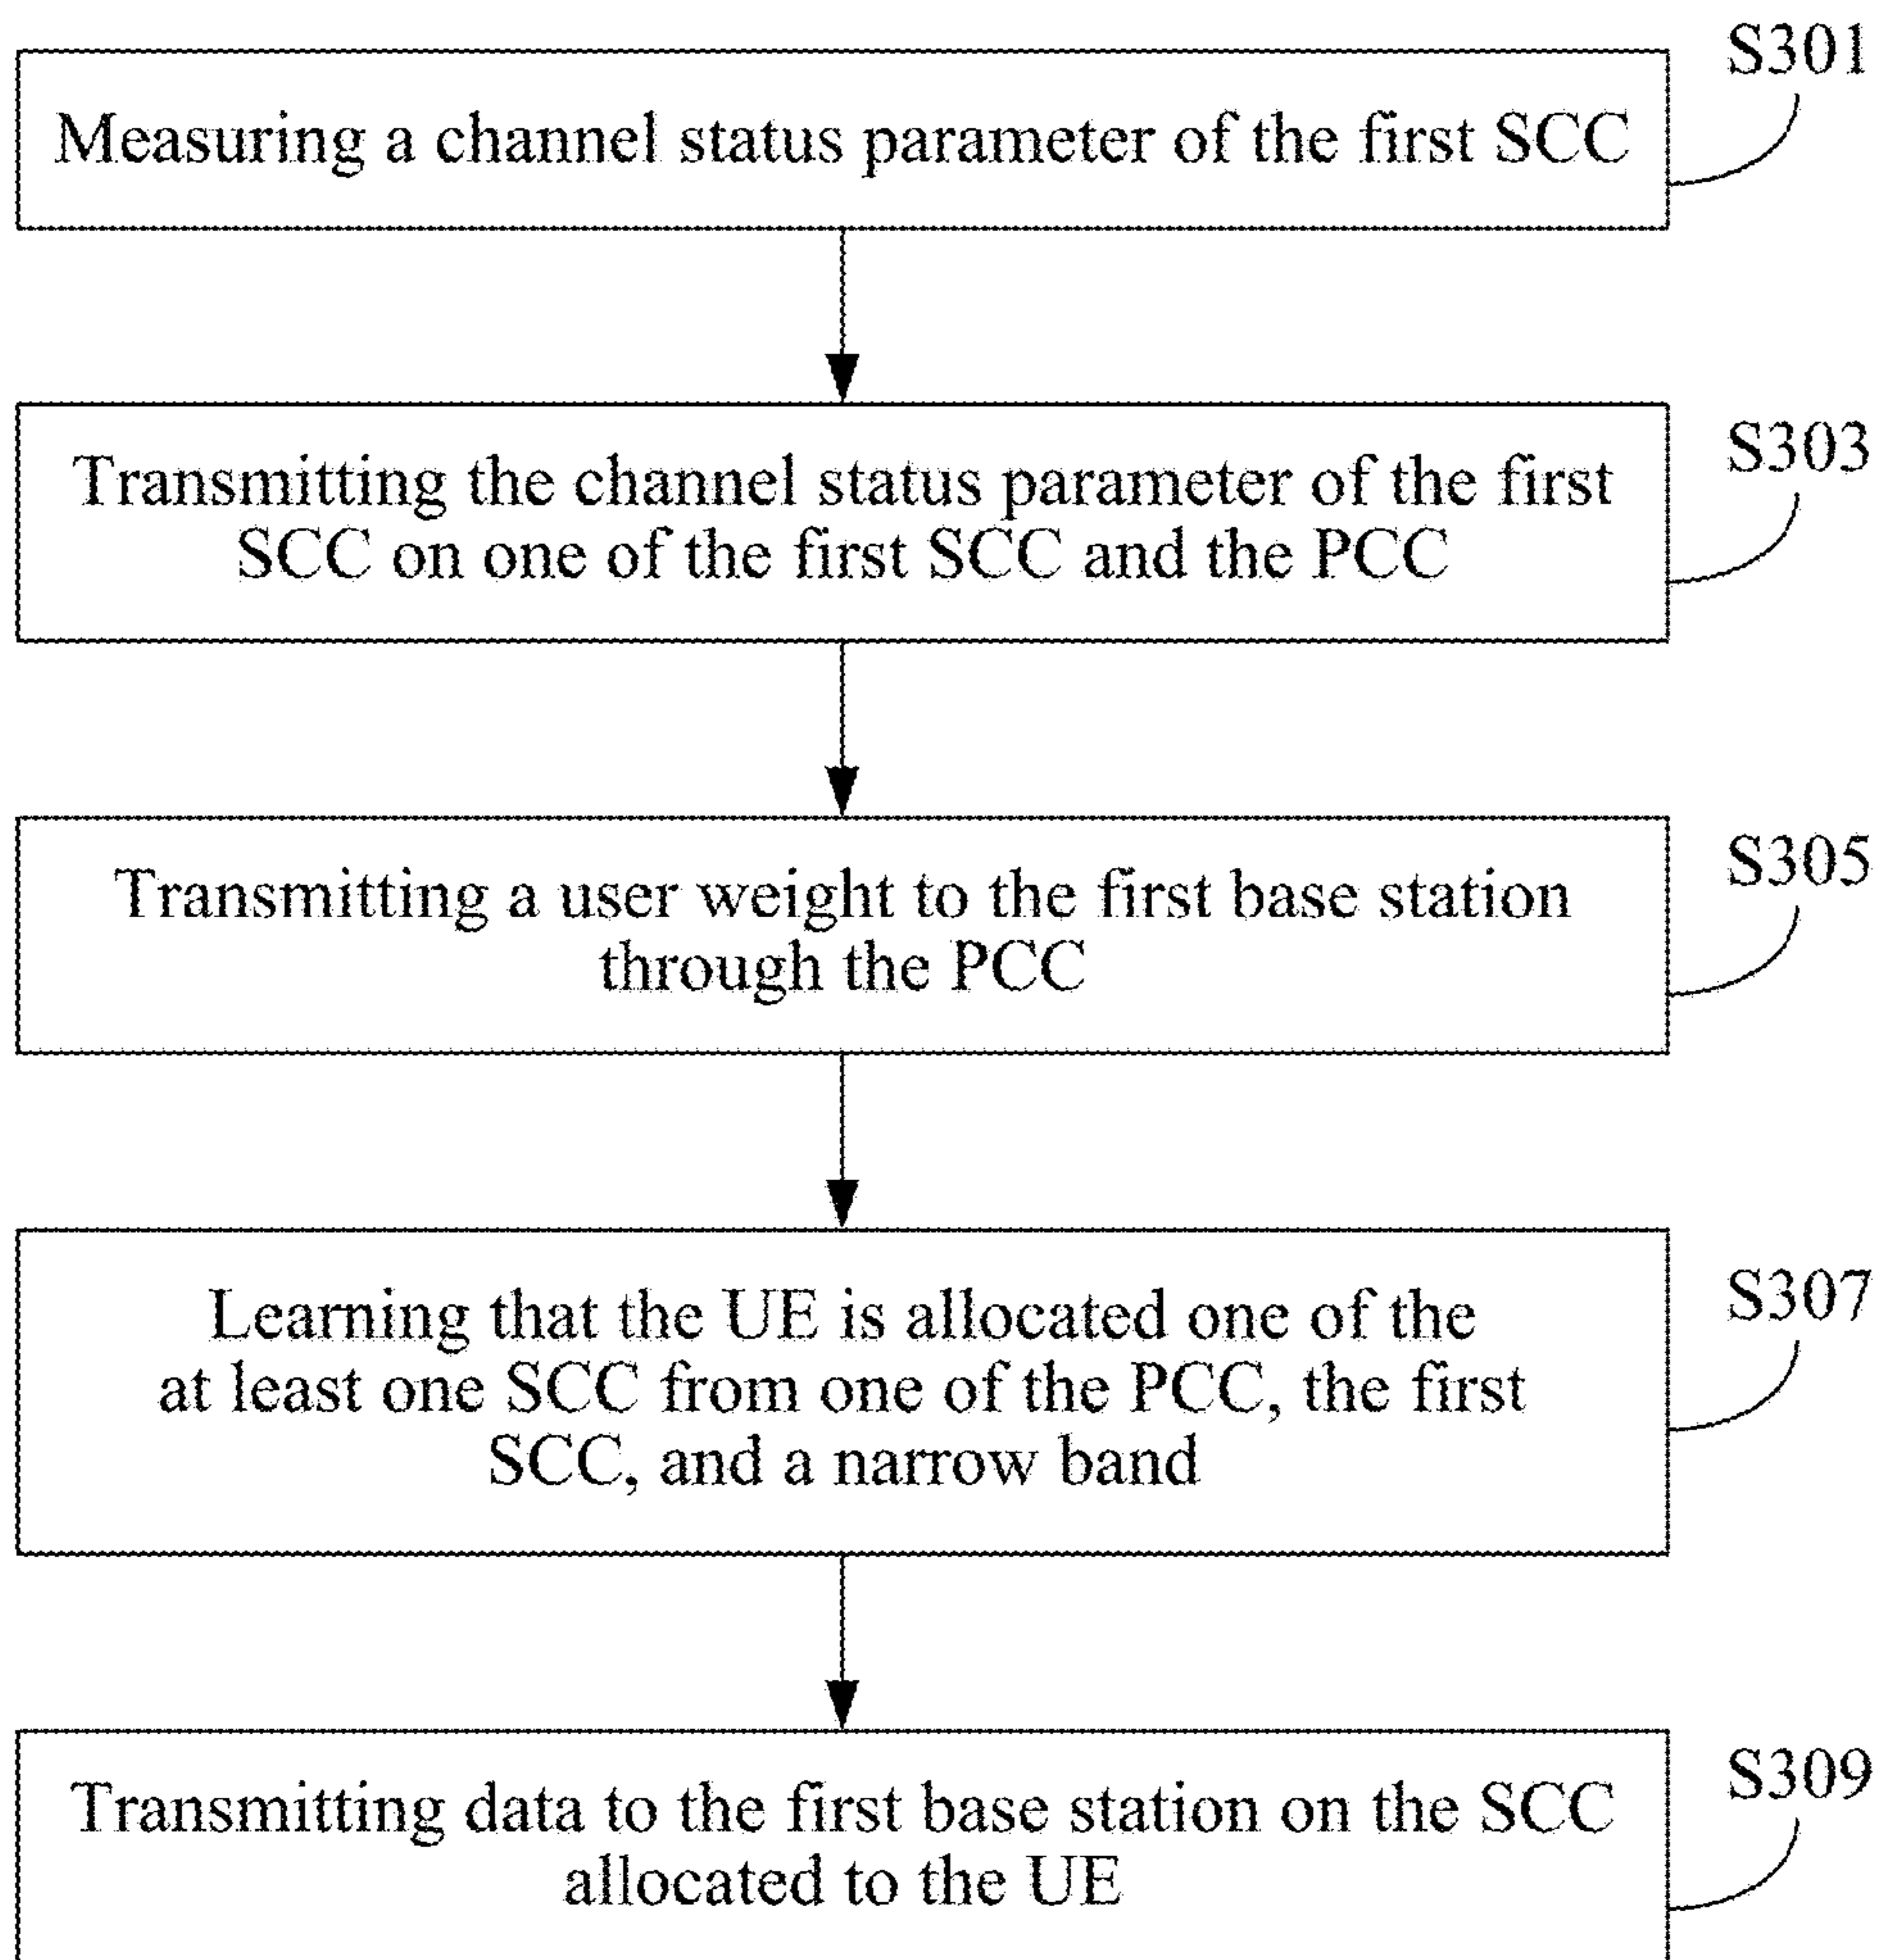 S301
Measuring a channel status parameter of the first SCC
S303
Transmitting the channel status parameter of the first
SCC on one of the first SCC and the PCC
S305
Transmitting a user weight to the first base station
through the PCC
S307
Learning that the UE is allocated one of the
at least one SCC from one of the PCC, the first
SCC, and a narrow band
S309
Transmitting data to the first base station on the SCC
allocated to the UE